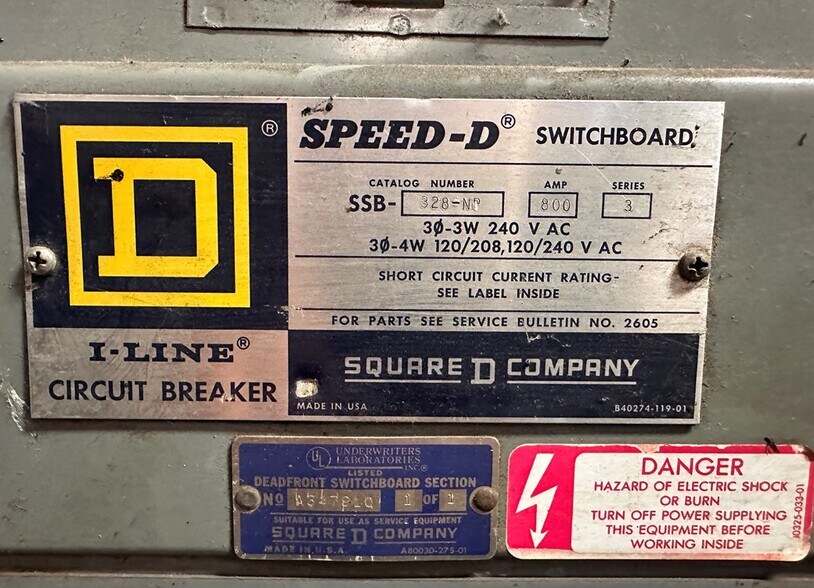 D ®
SPEED-D® SWITCHBOARD
CATALOG NUMBER AMP SERIES
SSB- 328-NP 800 3
3Ø-3W 240 V AC
3Ø-4W 120/208,120/240 V AC
SHORT CIRCUIT CURRENT RATING-
SEE LABEL INSIDE
FOR PARTS SEE SERVICE BULLETIN NO. 2605
I-LINE®
CIRCUIT BREAKER
SQUARE D COMPANY
MADE IN USA B40274-119-01
UL UNDERWRITERS
LABORATORIES
INC.®
LISTED
DEADFRONT SWITCHBOARD SECTION
NO 1 OF 1
SUITABLE FOR USE AS SERVICE EQUIPMENT
SQUARE D COMPANY
MADE IN U.S.A. A80030-275-01
DANGER
HAZARD OF ELECTRIC SHOCK
OR BURN
TURN OFF POWER SUPPLYING
THIS EQUIPMENT BEFORE
WORKING INSIDE